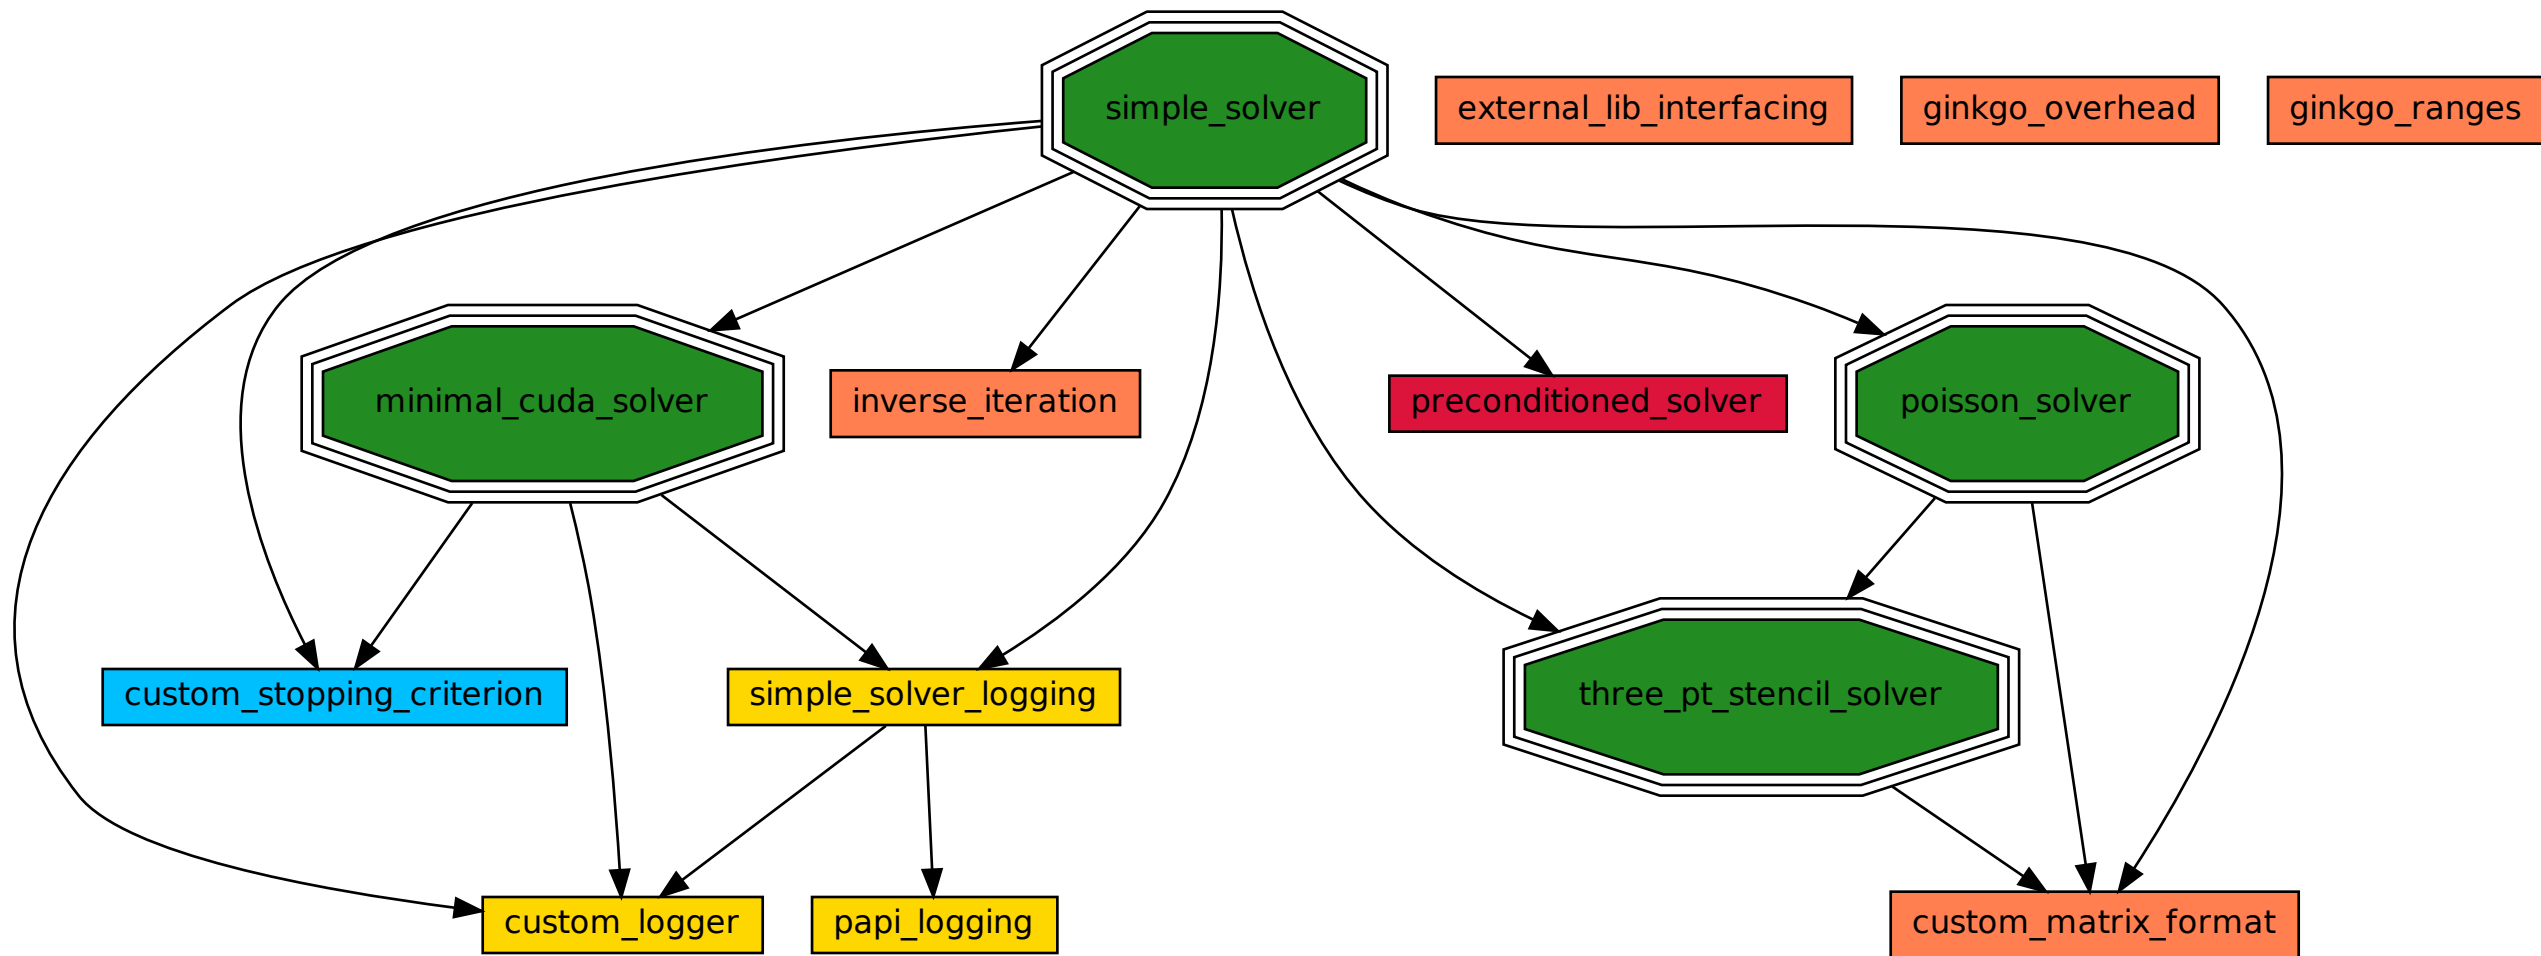 simple_solver
external_lib_interfacing
ginkgo_overhead
ginkgo_ranges
minimal_cuda_solver
inverse_iteration
preconditioned_solver
poisson_solver
custom_stopping_criterion
simple_solver_logging
three_pt_stencil_solver
custom_logger
papi_logging
custom_matrix_format